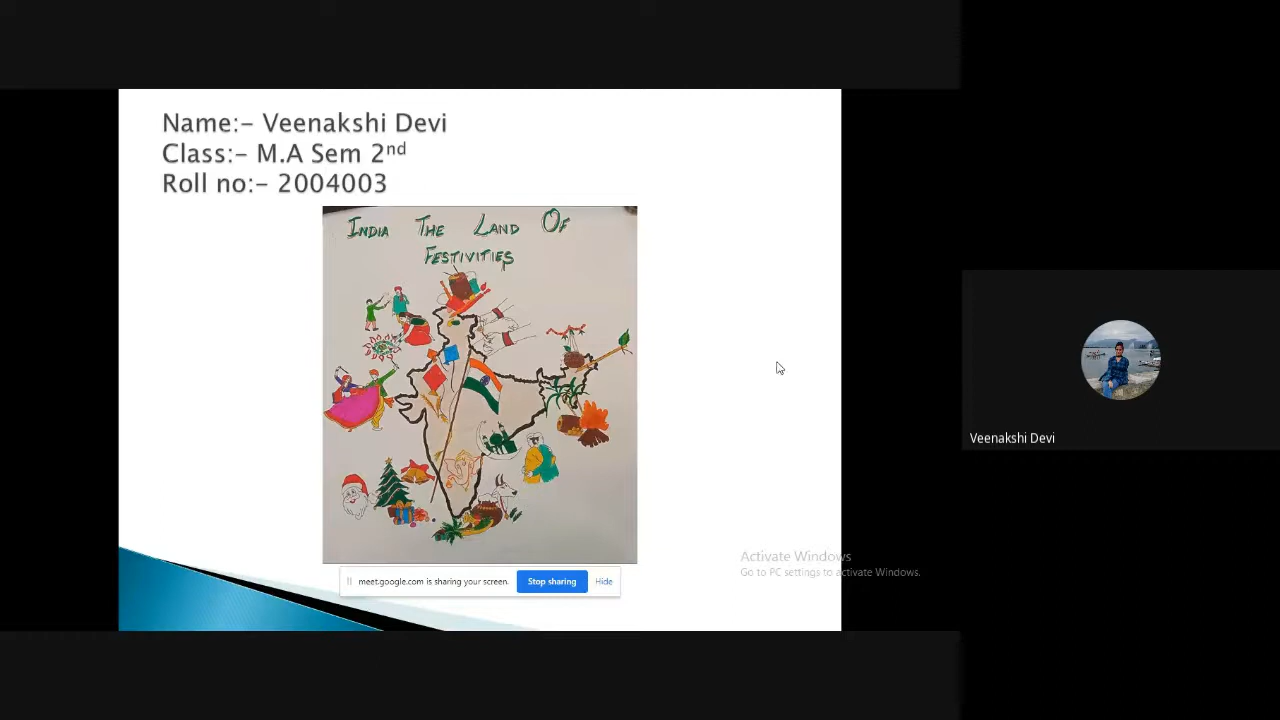 Name:- Veenakshi Devi
Class:- M.A Sem 2nd
Roll no:- 2004003
INDIA THE LAND OF
FESTIVITIES
meet.google.com is sharing your screen.
Stop sharing
Hide
Veenakshi Devi
Activate Windows
Go to PC settings to activate Windows.